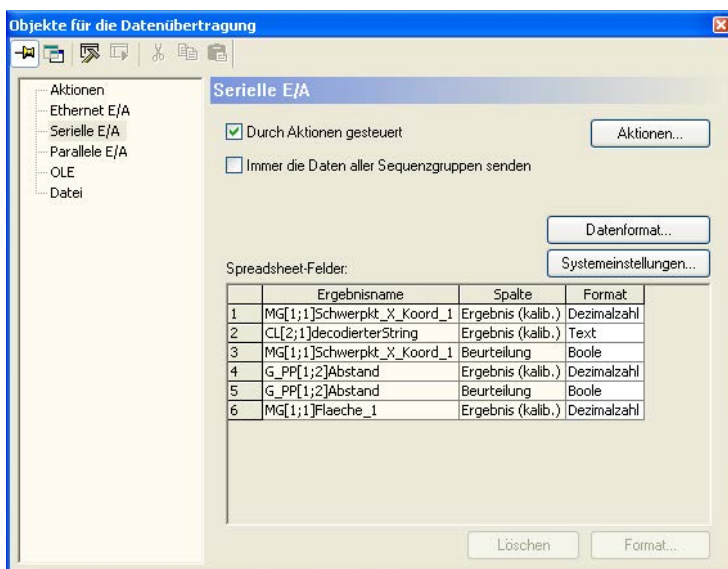 Objekte für die Datenübertragung
Aktionen
Ethernet E/A
Serielle E/A
Parallele E/A
OLE
Datei
Serielle E/A
Durch Aktionen gesteuert
Aktionen...
Immer die Daten aller Sequenzgruppen senden
Datenformat...
Systemeinstellungen...
Spreadsheet-Felder:
Ergebnisname Spalte Format
1 MG[1;1]Schwerpkt_X_Koord_1 Ergebnis (kalib.) Dezimalzahl
2 CL[2;1]decodierterString Ergebnis (kalib.) Text
3 MG[1;1]Schwerpkt_X_Koord_1 Beurteilung Boole
4 G_PP[1;2]Abstand Ergebnis (kalib.) Dezimalzahl
5 G_PP[1;2]Abstand Beurteilung Boole
6 MG[1;1]Flaeche_1 Ergebnis (kalib.) Dezimalzahl
Löschen
Format...